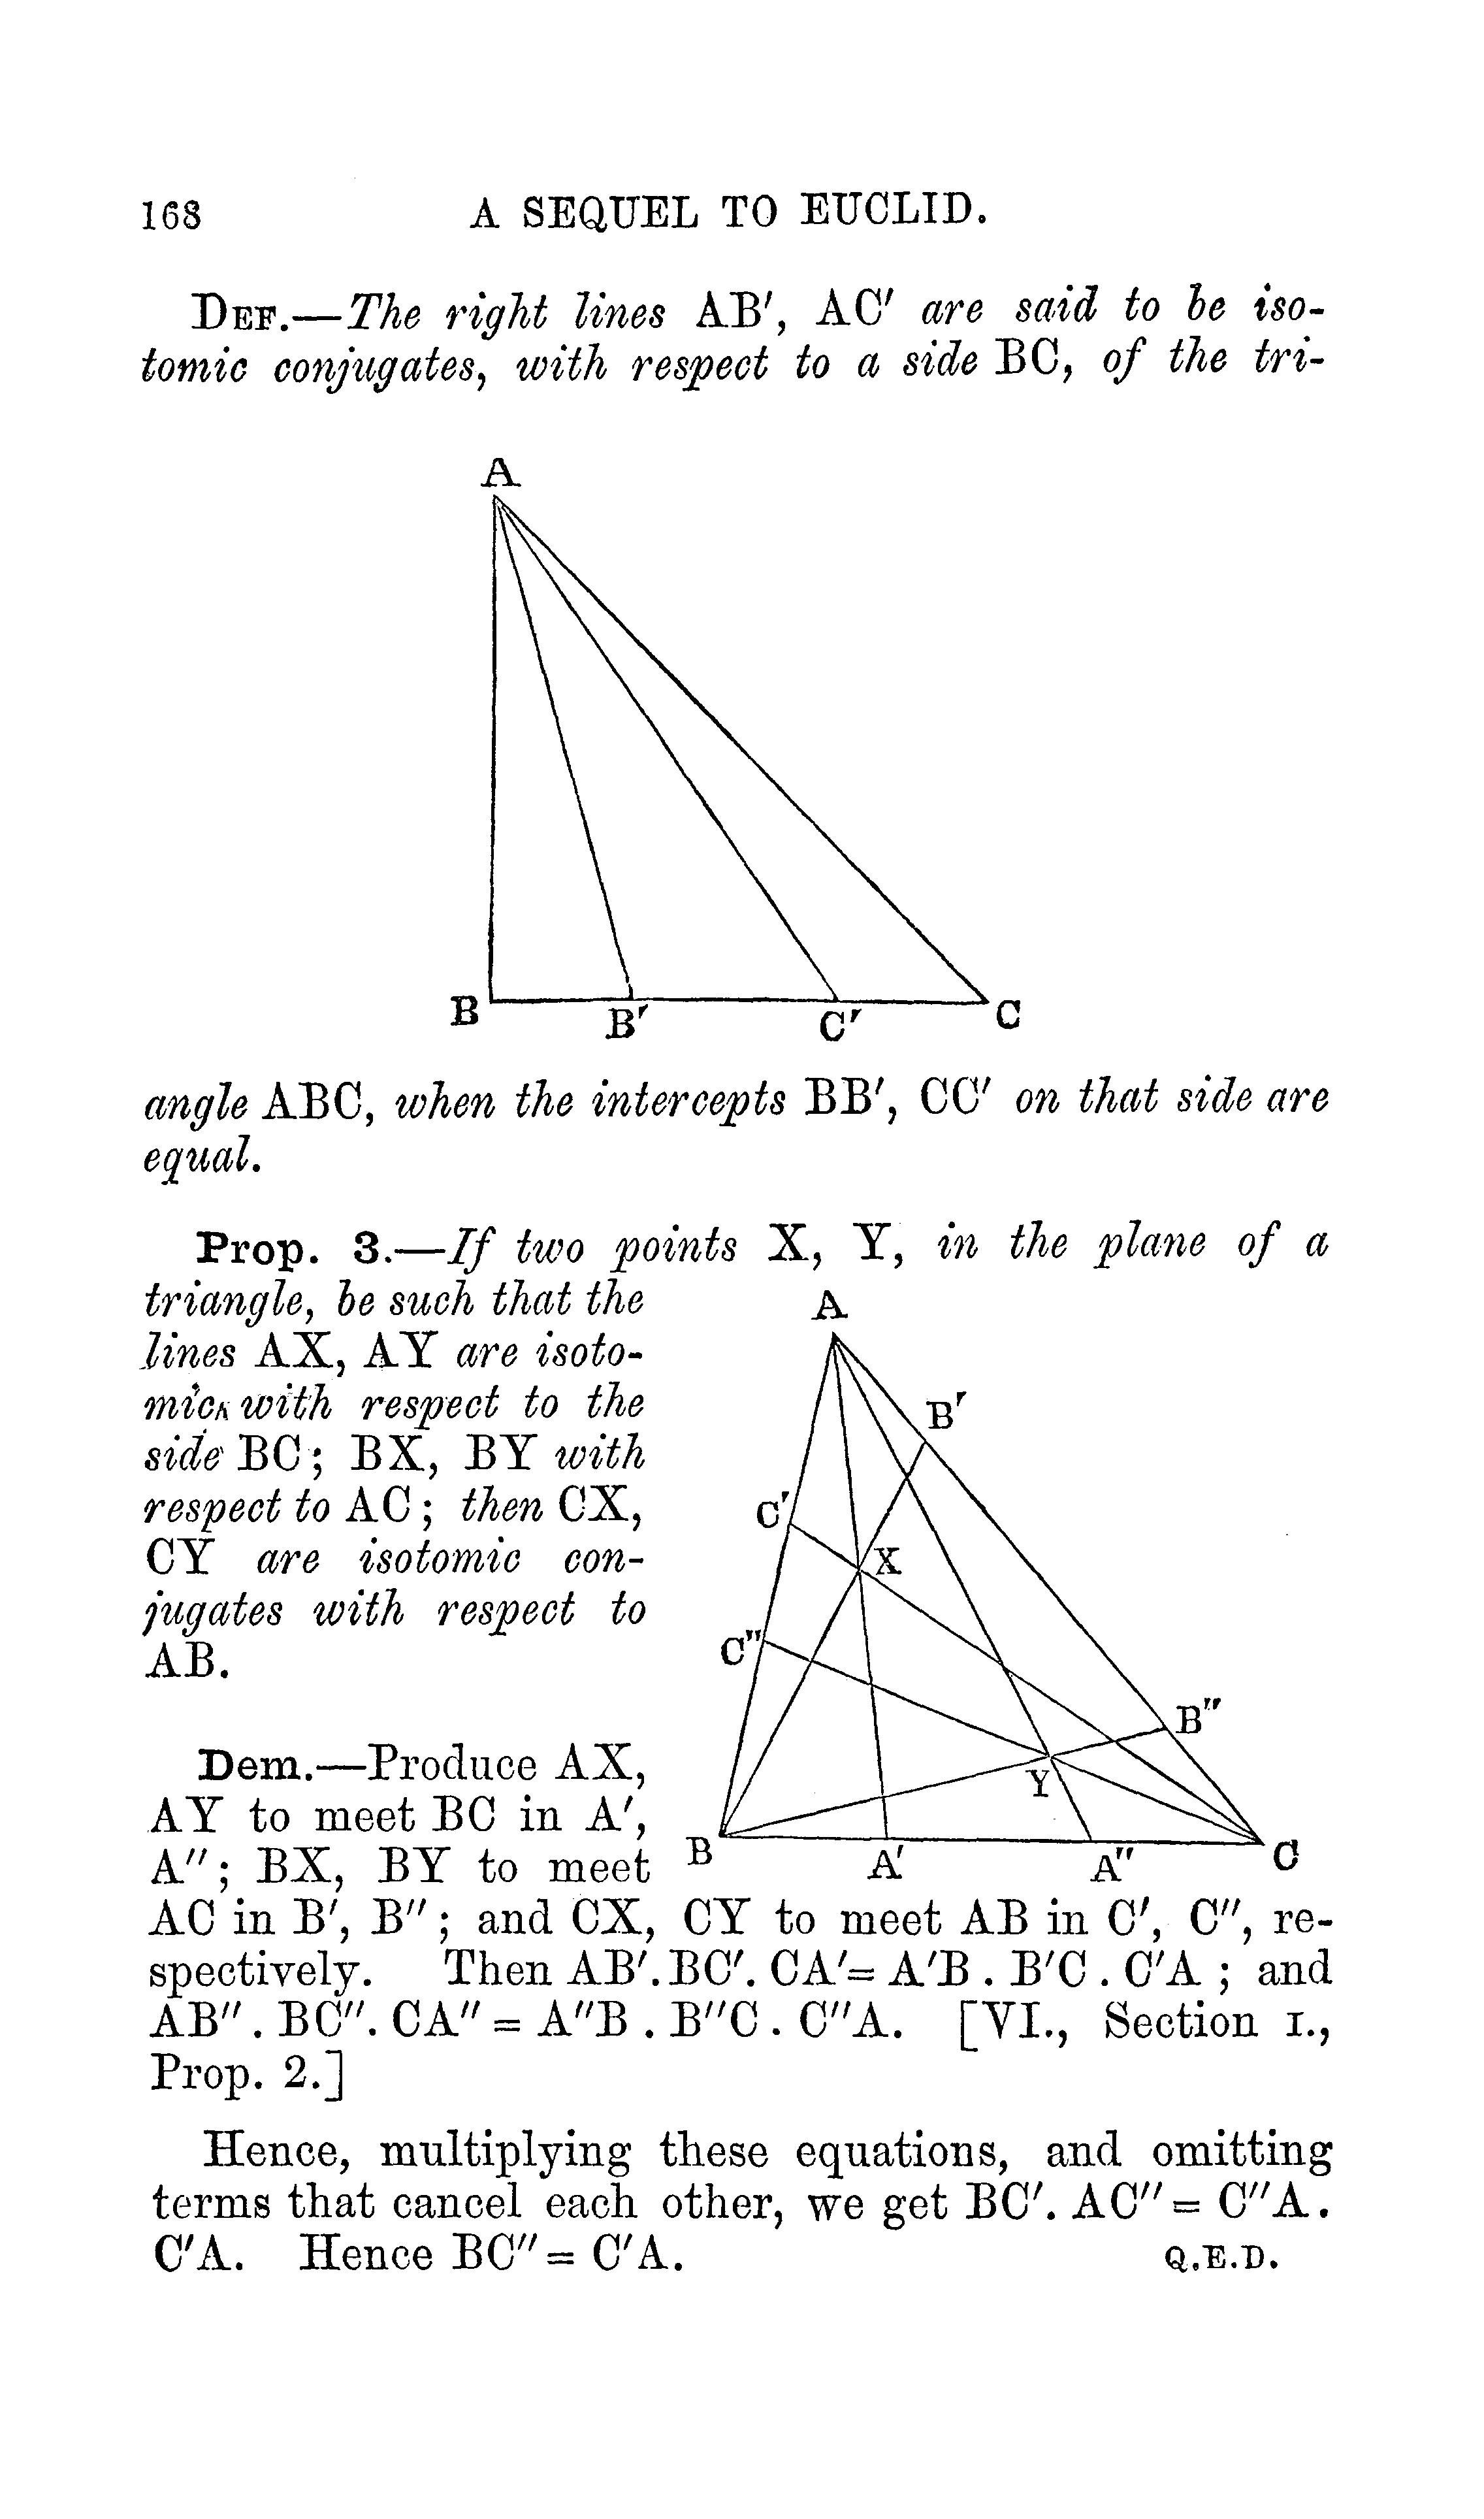 168 A SEQUEL TO EUCLID.
DEF.—The right lines AB′, AC′ are said to be iso-
tomic conjugates, with respect to a side BC, of the tri-
A
B B′ C′ C
angle ABC, when the intercepts BB′, CC′ on that side are
equal.
Prop. 3.—If two points X, Y, in the plane of a
triangle, be such that the
lines AX, AY are isoto-
mic with respect to the
side BC; BX, BY with
respect to AC; then CX,
CY are isotomic con-
jugates with respect to
AB.
A
B′
C′
X
C″
B″
Y
B A′ A″ C
Dem.—Produce AX,
AY to meet BC in A′,
A″; BX, BY to meet
AC in B′, B″; and CX, CY to meet AB in C′, C″, re-
spectively. Then AB′.BC′.CA′= A′B . B′C . C′A ; and
AB″ . BC″. CA″ = A″B . B″C . C″A. [VI., Section I.,
Prop. 2.]
Hence, multiplying these equations, and omitting
terms that cancel each other, we get BC′. AC″ = C″A .
C′A. Hence BC″ = C′A. Q.E.D.